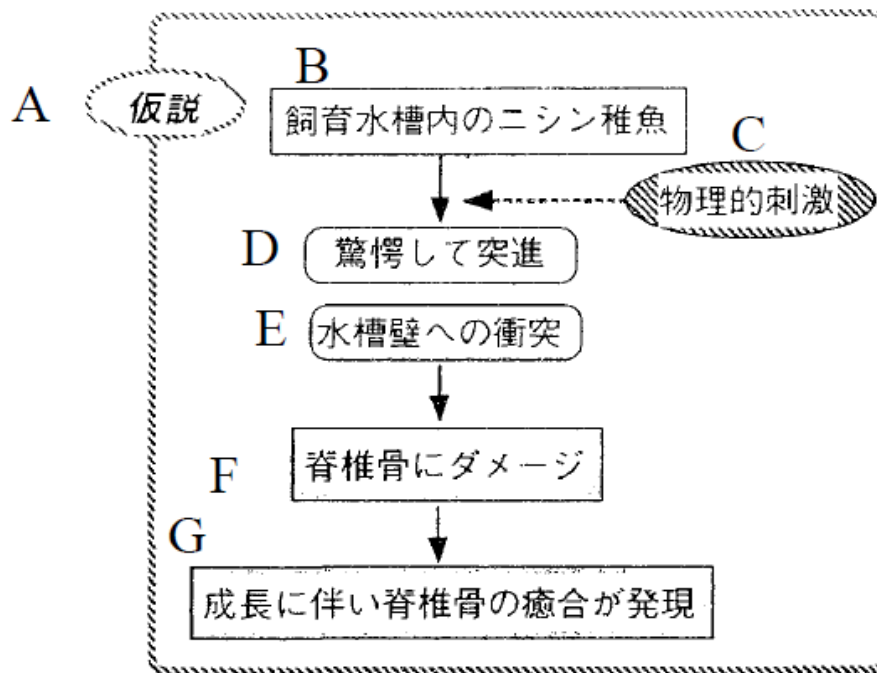 A
仮説
B
飼育水槽内のニシン稚魚
C
物理的刺激
D
驚愕して突進
E
水槽壁への衝突
F
脊椎骨にダメージ
G
成長に伴い脊椎骨の癒合が発現